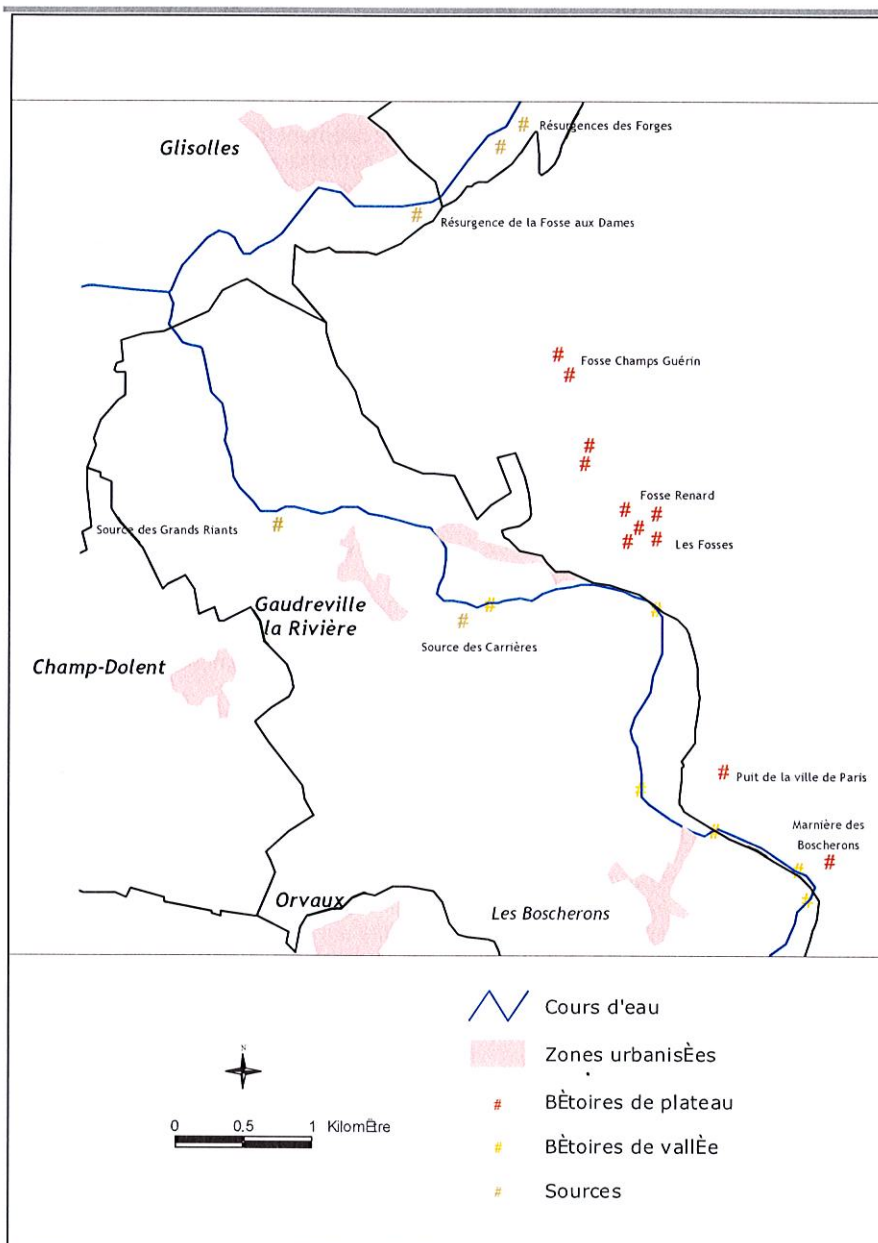 Résurgences des Forges
Glisolles
Résurgence de la Fosse aux Dames
Fosse Champs Guérin
Fosse Renard
Source des Grands Riants
Les Fosses
Gaudreville
la Rivière
Source des Carrières
Champ-Dolent
Puit de la ville de Paris
Marnière des
Boscherons
Orvaux
Les Boscherons
Cours d'eau
Zones urbanisÈes
N
BÈtoires de plateau
0 0.5 1 KilomËtre
BÈtoires de vallÈe
Sources